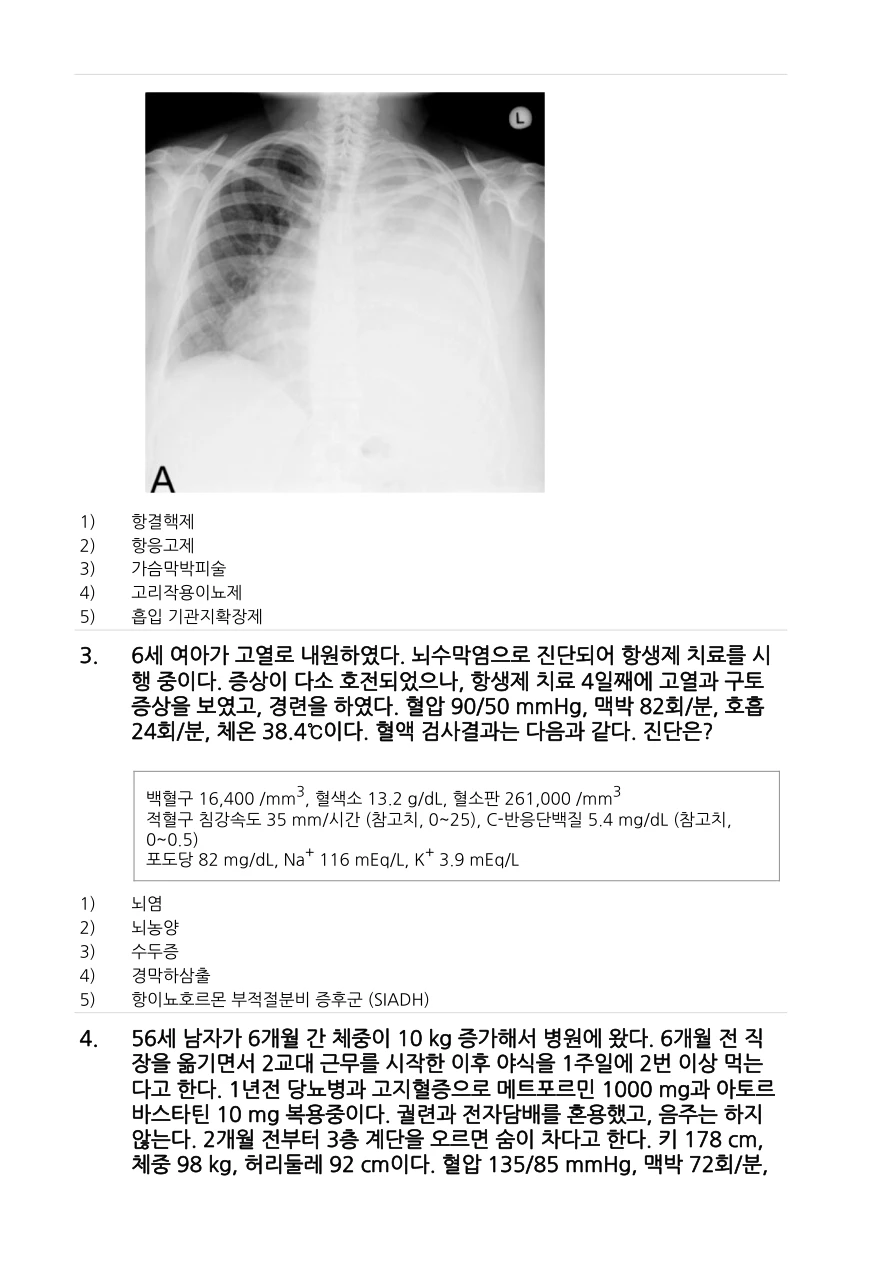 L
A
1) 항결핵제
2) 항응고제
3) 가슴막박피술
4) 고리작용이뇨제
5) 흡입 기관지확장제
3. 6세 여아가 고열로 내원하였다. 뇌수막염으로 진단되어 항생제 치료를 시
행 중이다. 증상이 다소 호전되었으나, 항생제 치료 4일째에 고열과 구토
증상을 보였고, 경련을 하였다. 혈압 90/50 mmHg, 맥박 82회/분, 호흡
24회/분, 체온 38.4℃이다. 혈액 검사결과는 다음과 같다. 진단은?
백혈구 16,400 /mm³, 혈색소 13.2 g/dL, 혈소판 261,000 /mm³
적혈구 침강속도 35 mm/시간 (참고치, 0~25), C-반응단백질 5.4 mg/dL (참고치,
0~0.5)
포도당 82 mg/dL, Na⁺ 116 mEq/L, K⁺ 3.9 mEq/L
1) 뇌염
2) 뇌농양
3) 수두증
4) 경막하삼출
5) 항이뇨호르몬 부적절분비 증후군 (SIADH)
4. 56세 남자가 6개월 간 체중이 10 kg 증가해서 병원에 왔다. 6개월 전 직
장을 옮기면서 2교대 근무를 시작한 이후 야식을 1주일에 2번 이상 먹는
다고 한다. 1년전 당뇨병과 고지혈증으로 메트포르민 1000 mg과 아토르
바스타틴 10 mg 복용중이다. 궐련과 전자담배를 혼용했고, 음주는 하지
않는다. 2개월 전부터 3층 계단을 오르면 숨이 차다고 한다. 키 178 cm,
체중 98 kg, 허리둘레 92 cm이다. 혈압 135/85 mmHg, 맥박 72회/분,